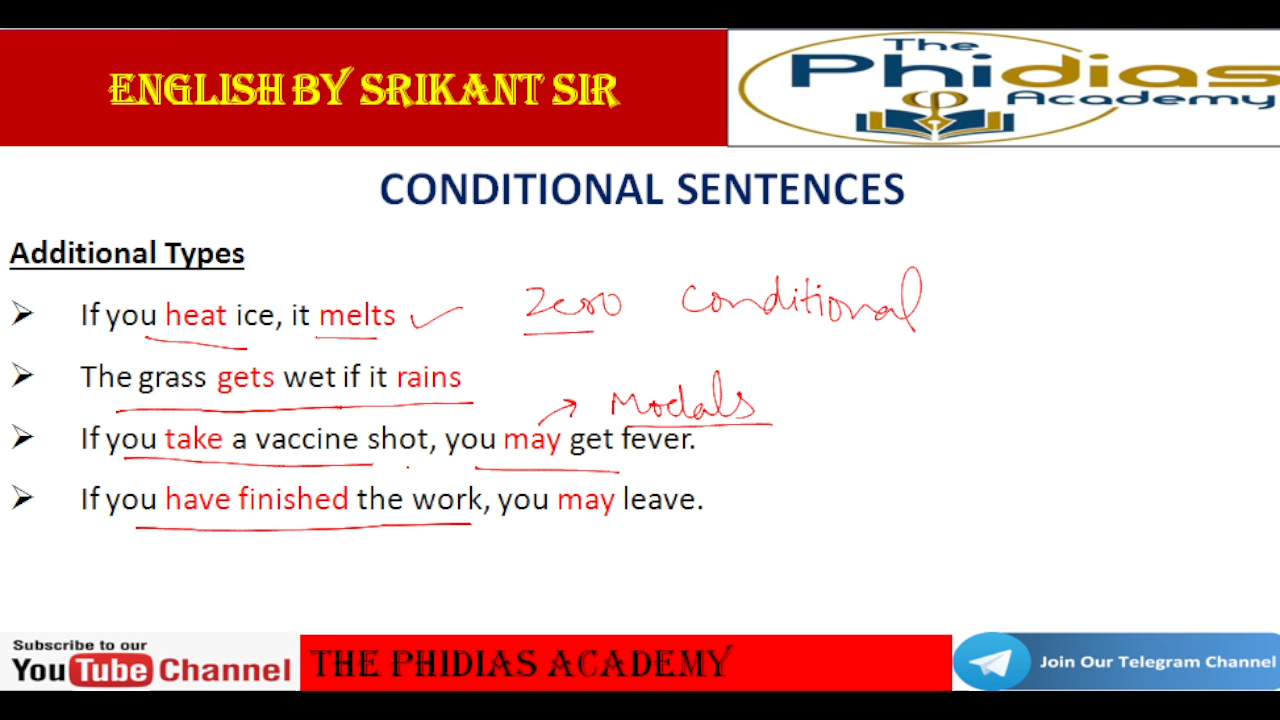 ENGLISH BY SRIKANT SIR
The
Phidias
Academy
CONDITIONAL SENTENCES
Additional Types
➢ If you heat ice, it melts ✓ Zero Conditional
➢ The grass gets wet if it rains
Modals
➢ If you take a vaccine shot, you may get fever.
➢ If you have finished the work, you may leave.
Subscribe to our
YouTube Channel
THE PHIDIAS ACADEMY
Join Our Telegram Channel